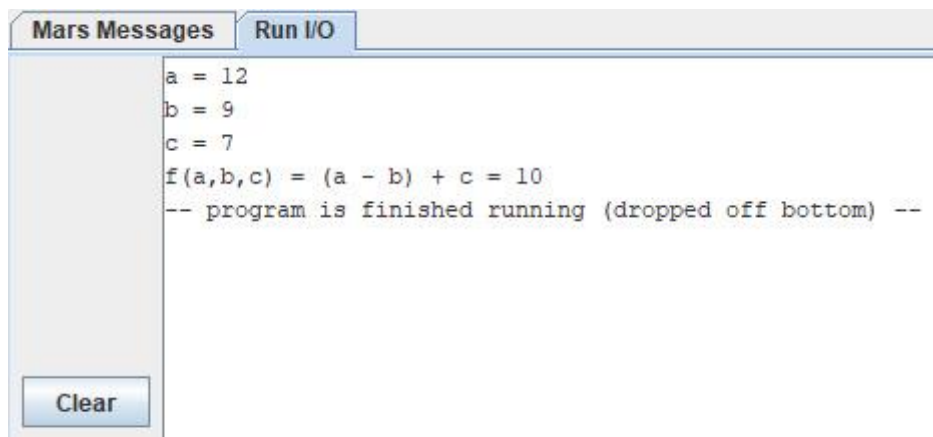 Mars Messages Run I/O
a = 12
b = 9
c = 7
f(a,b,c) = (a - b) + c = 10
-- program is finished running (dropped off bottom) --
Clear